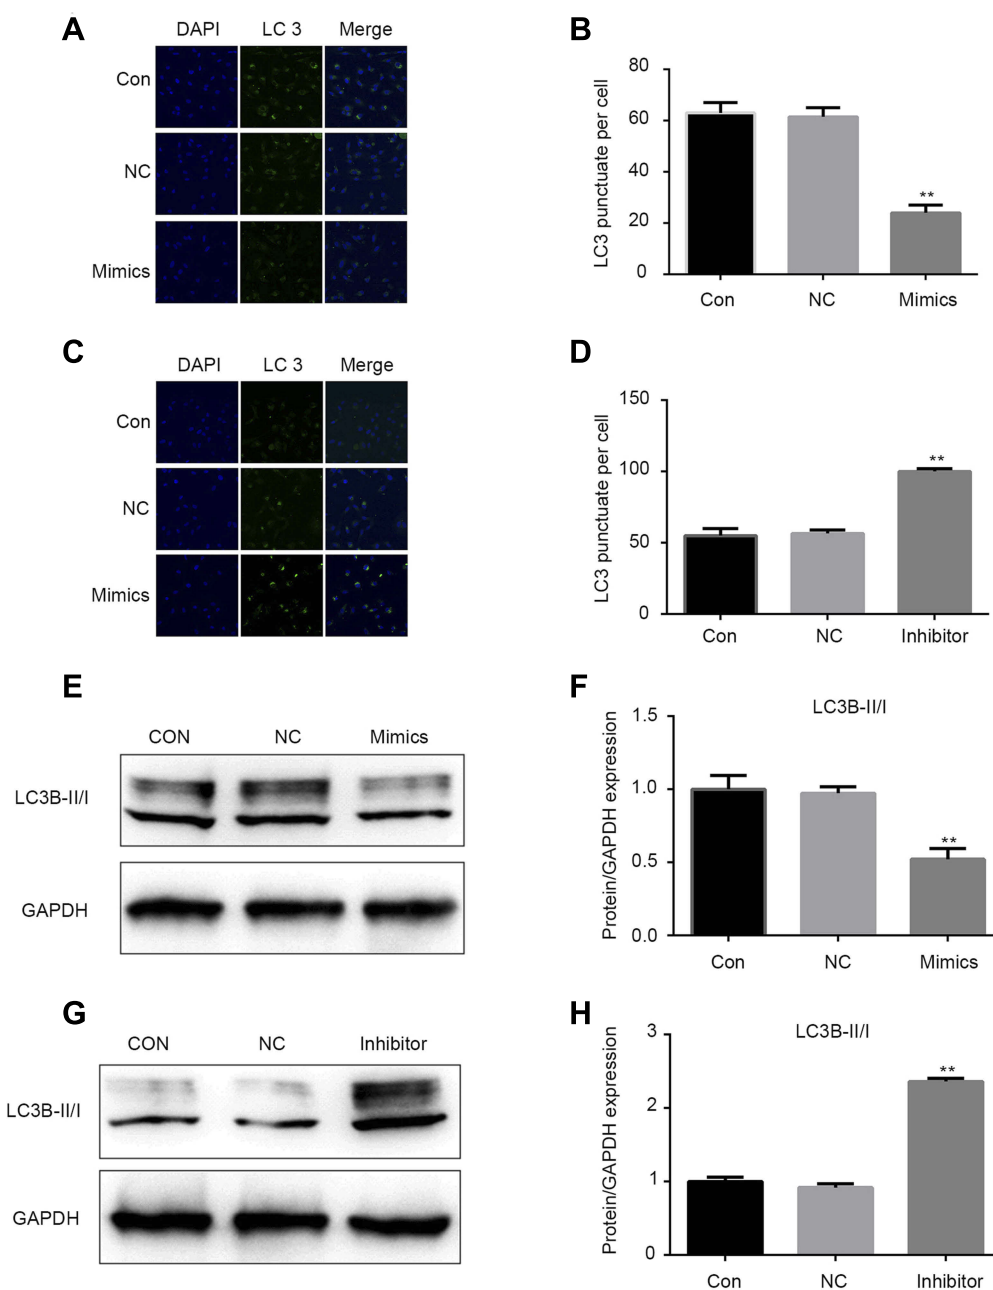 A
DAPI LC 3 Merge
Con
NC
Mimics
B
LC3 punctuate per cell
80
60
40
20
0
**
Con NC Mimics
C
DAPI LC 3 Merge
Con
NC
Mimics
D
LC3 punctuate per cell
150
100
50
0
**
Con NC Inhibitor
E
CON NC Mimics
LC3B-II/I
GAPDH
F
LC3B-II/I
Protein/GAPDH expression
1.5
1.0
0.5
0.0
**
Con NC Mimics
G
CON NC Inhibitor
LC3B-II/I
GAPDH
H
LC3B-II/I
Protein/GAPDH expression
3
2
1
0
**
Con NC Inhibitor